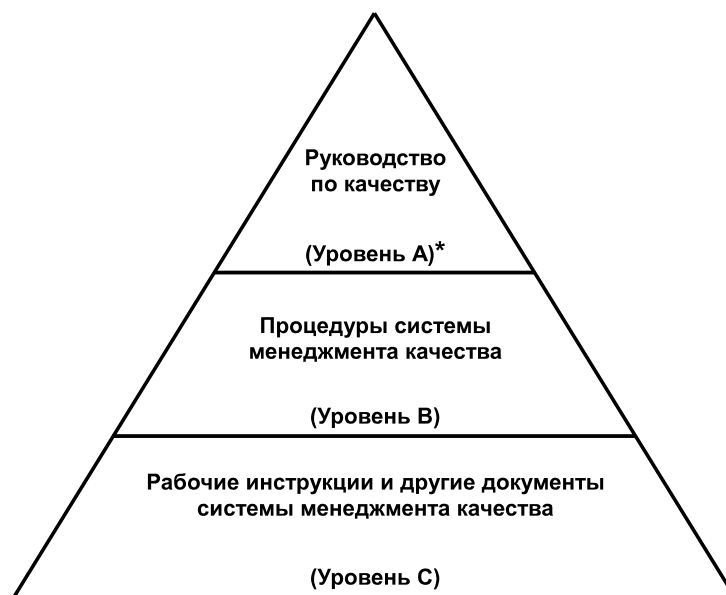 Руководство
по качеству
(Уровень А)*
Процедуры системы
менеджмента качества
(Уровень В)
Рабочие инструкции и другие документы
системы менеджмента качества
(Уровень С)